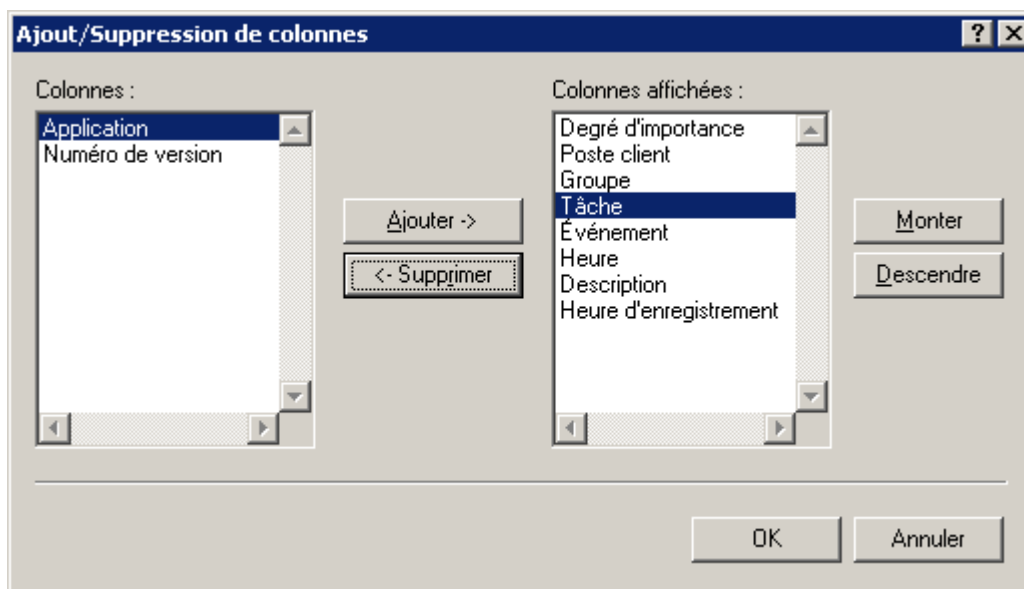 Ajout/Suppression de colonnes
Colonnes :
Application
Numéro de version
Ajouter ->
<- Supprimer
Colonnes affichées :
Degré d'importance
Poste client
Groupe
Tâche
Événement
Heure
Description
Heure d'enregistrement
Monter
Descendre
OK
Annuler